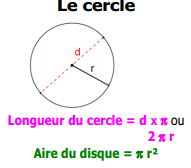 Le cercle
d
r
Longueur du cercle = d x π ou
2 π r
Aire du disque = π r²